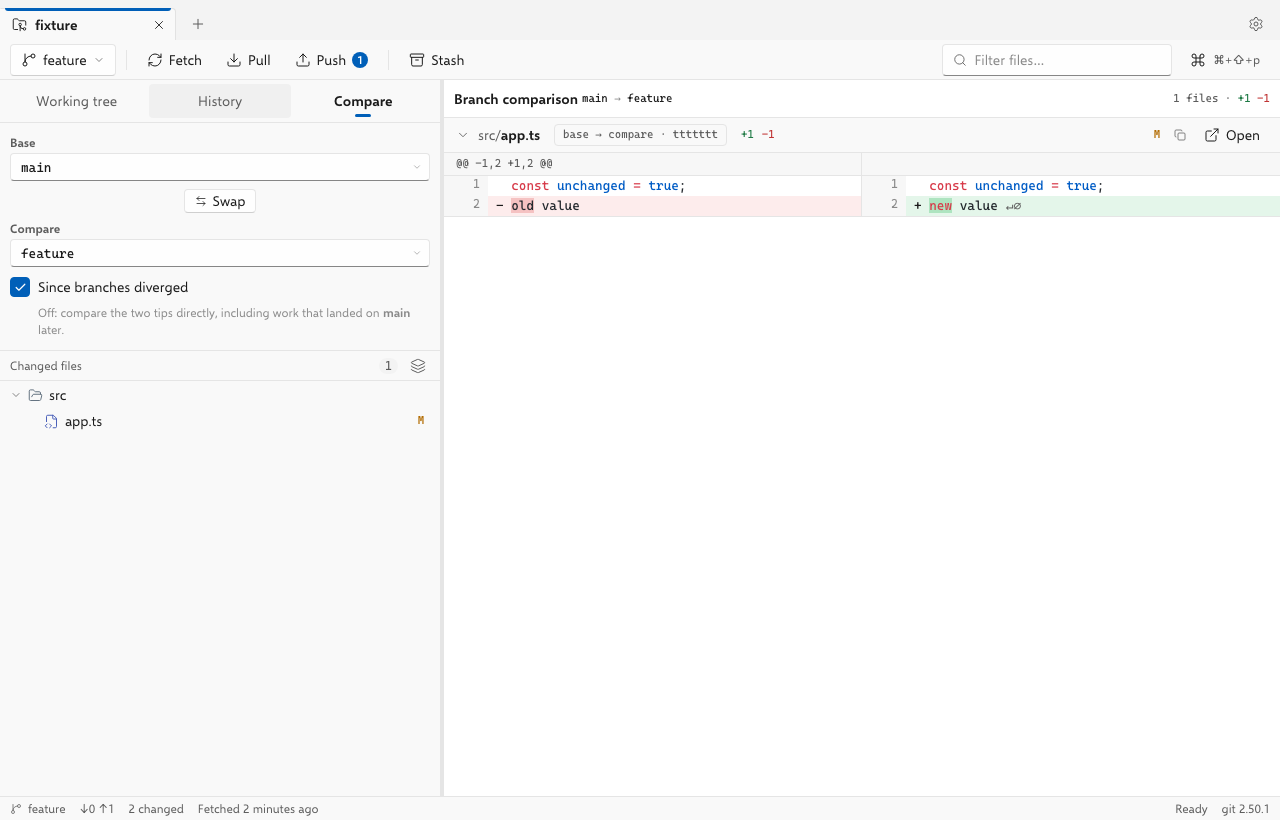 fixture
feature Fetch Pull Push 1 Stash Filter files... ⌘ ⌘+⇧+p
Working tree History Compare
Base
main
Swap
Compare
feature
Since branches diverged
Off: compare the two tips directly, including work that landed on main
later.
Changed files 1
src
app.ts M
Branch comparison main → feature 1 files · +1 −1
src/app.ts base → compare · ttttttt +1 −1 M Open
@@ −1,2 +1,2 @@
1 const unchanged = true; 1 const unchanged = true;
2 − old value 2 + new value ↵∅
feature ↓0 ↑1 2 changed Fetched 2 minutes ago Ready git 2.50.1